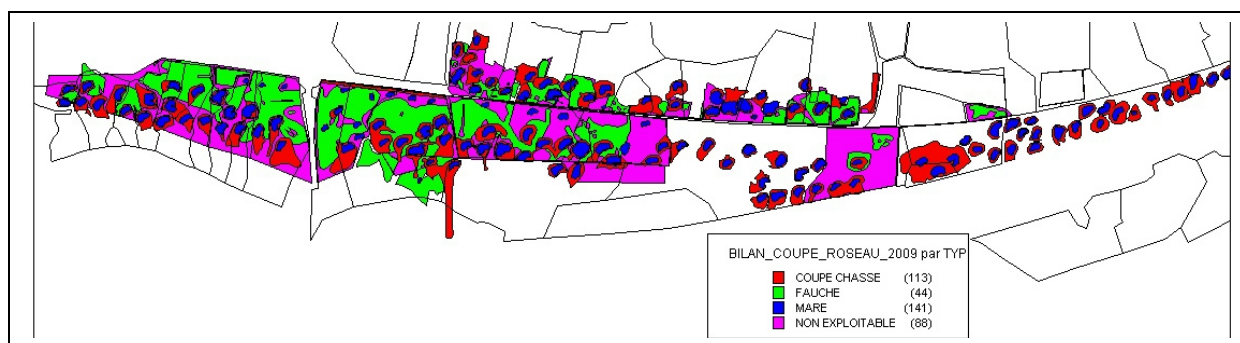 BILAN_COUPE_ROSEAU_2009 par TYP
COUPE CHASSE (113)
FAUCHE (44)
MARE (141)
NON EXPLOITABLE (88)